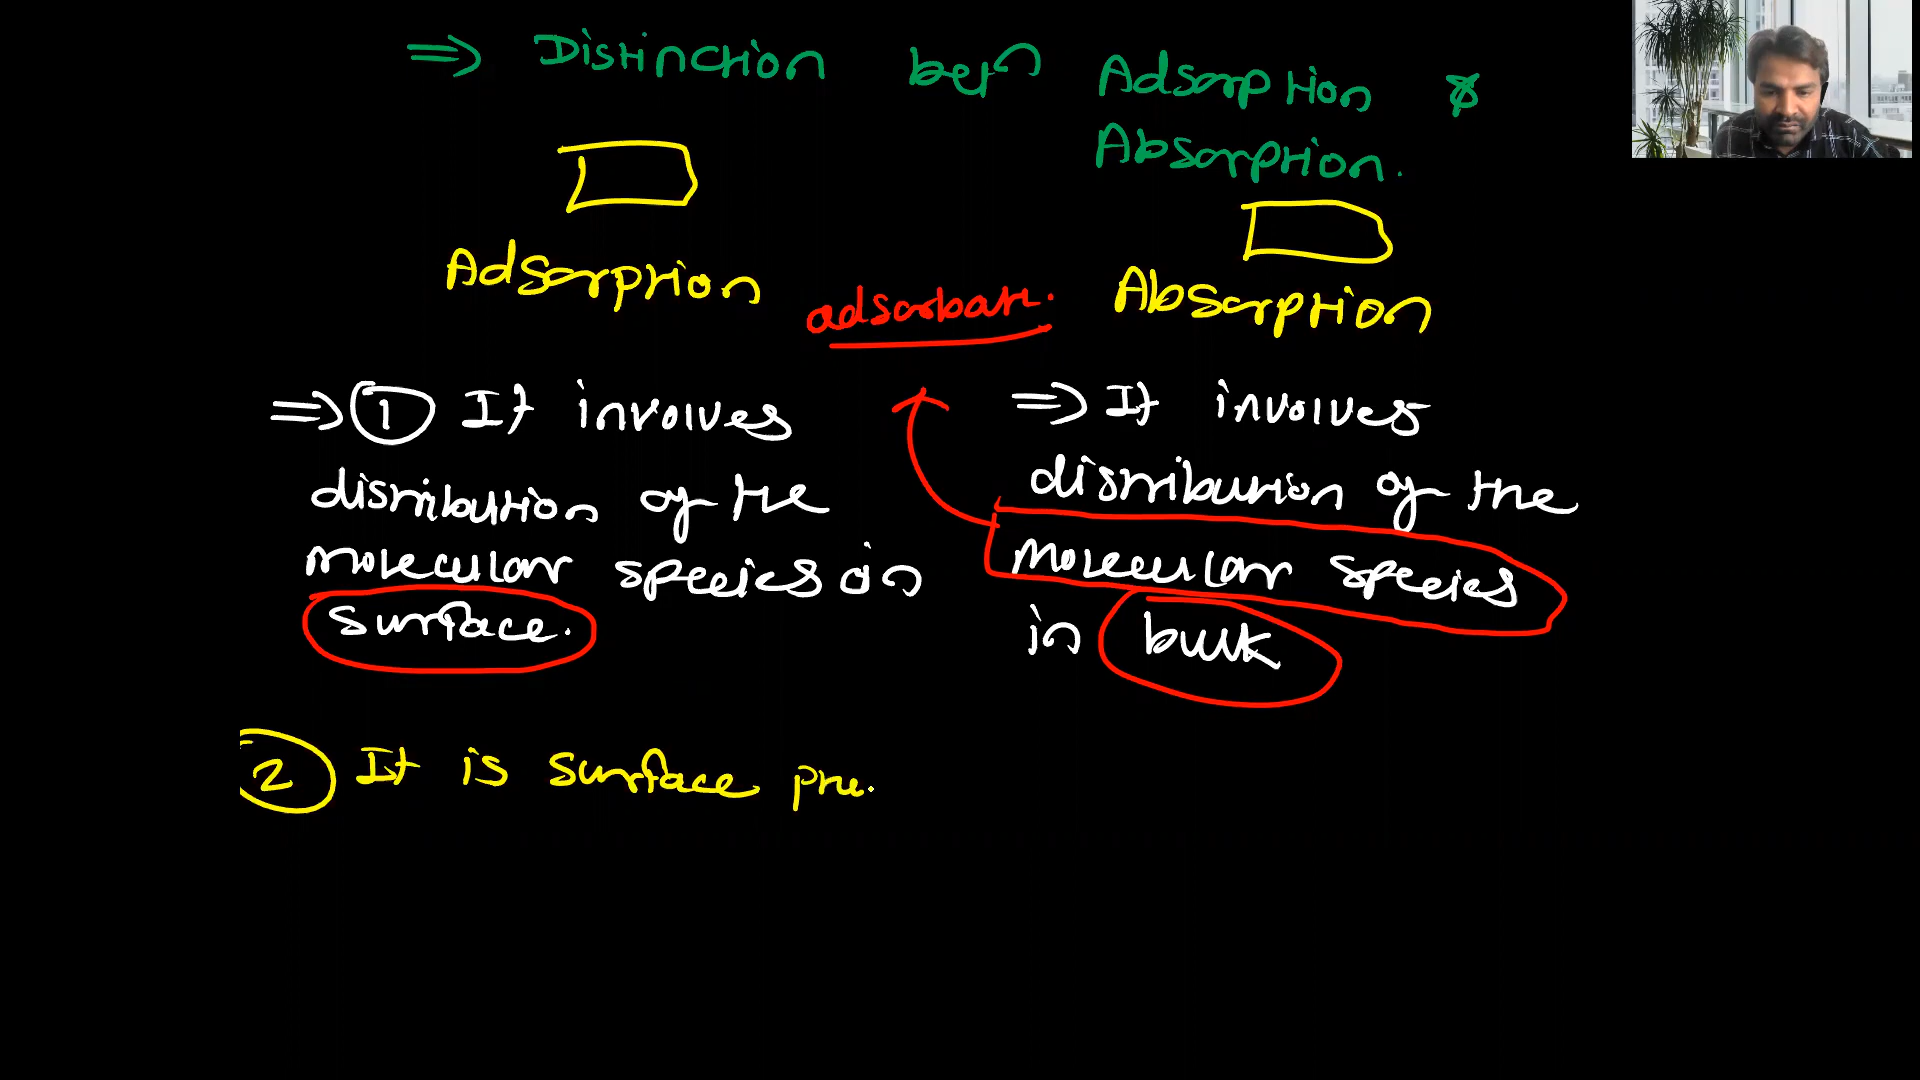 ⇒ Distinction betn Adsorption &
Absorption.
Adsorption
adsorbate.
Absorption
⇒ ① It involves
distribution of the
molecular species in
surface.
⇒ It involves
distribution of the
molecular species
in bulk
② It is surface phe.